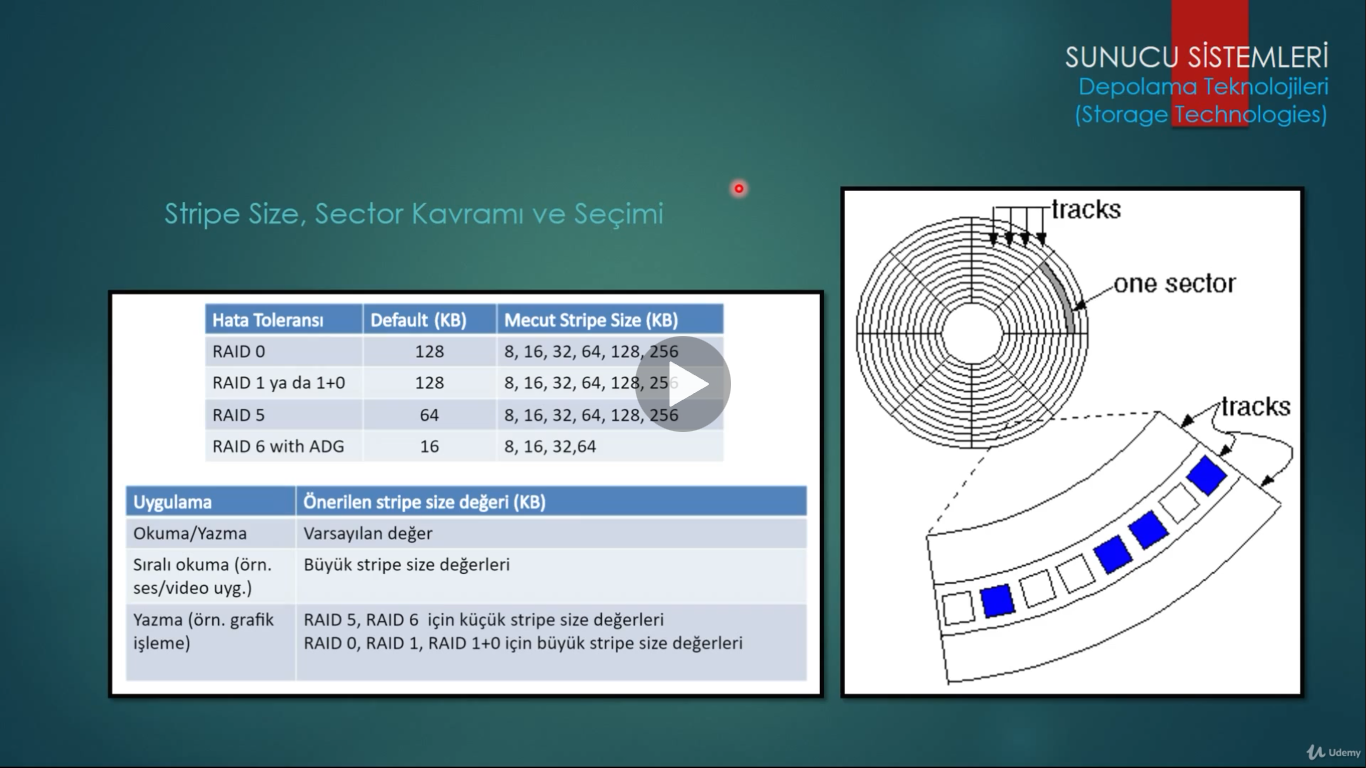 SUNUCU SİSTEMLERİ
Depolama Teknolojileri
(Storage Technologies)
Stripe Size, Sector Kavramı ve Seçimi
Hata Toleransı Default (KB) Mecut Stripe Size (KB)
RAID 0 128 8, 16, 32, 64, 128, 256
RAID 1 ya da 1+0 128 8, 16, 32, 64, 128, 256
RAID 5 64 8, 16, 32, 64, 128, 256
RAID 6 with ADG 16 8, 16, 32,64
Uygulama Önerilen stripe size değeri (KB)
Okuma/Yazma Varsayılan değer
Sıralı okuma (örn. Büyük stripe size değerleri
ses/video uyg.)
Yazma (örn. grafik RAID 5, RAID 6 için küçük stripe size değerleri
işleme) RAID 0, RAID 1, RAID 1+0 için büyük stripe size değerleri
tracks
one sector
tracks
Udemy